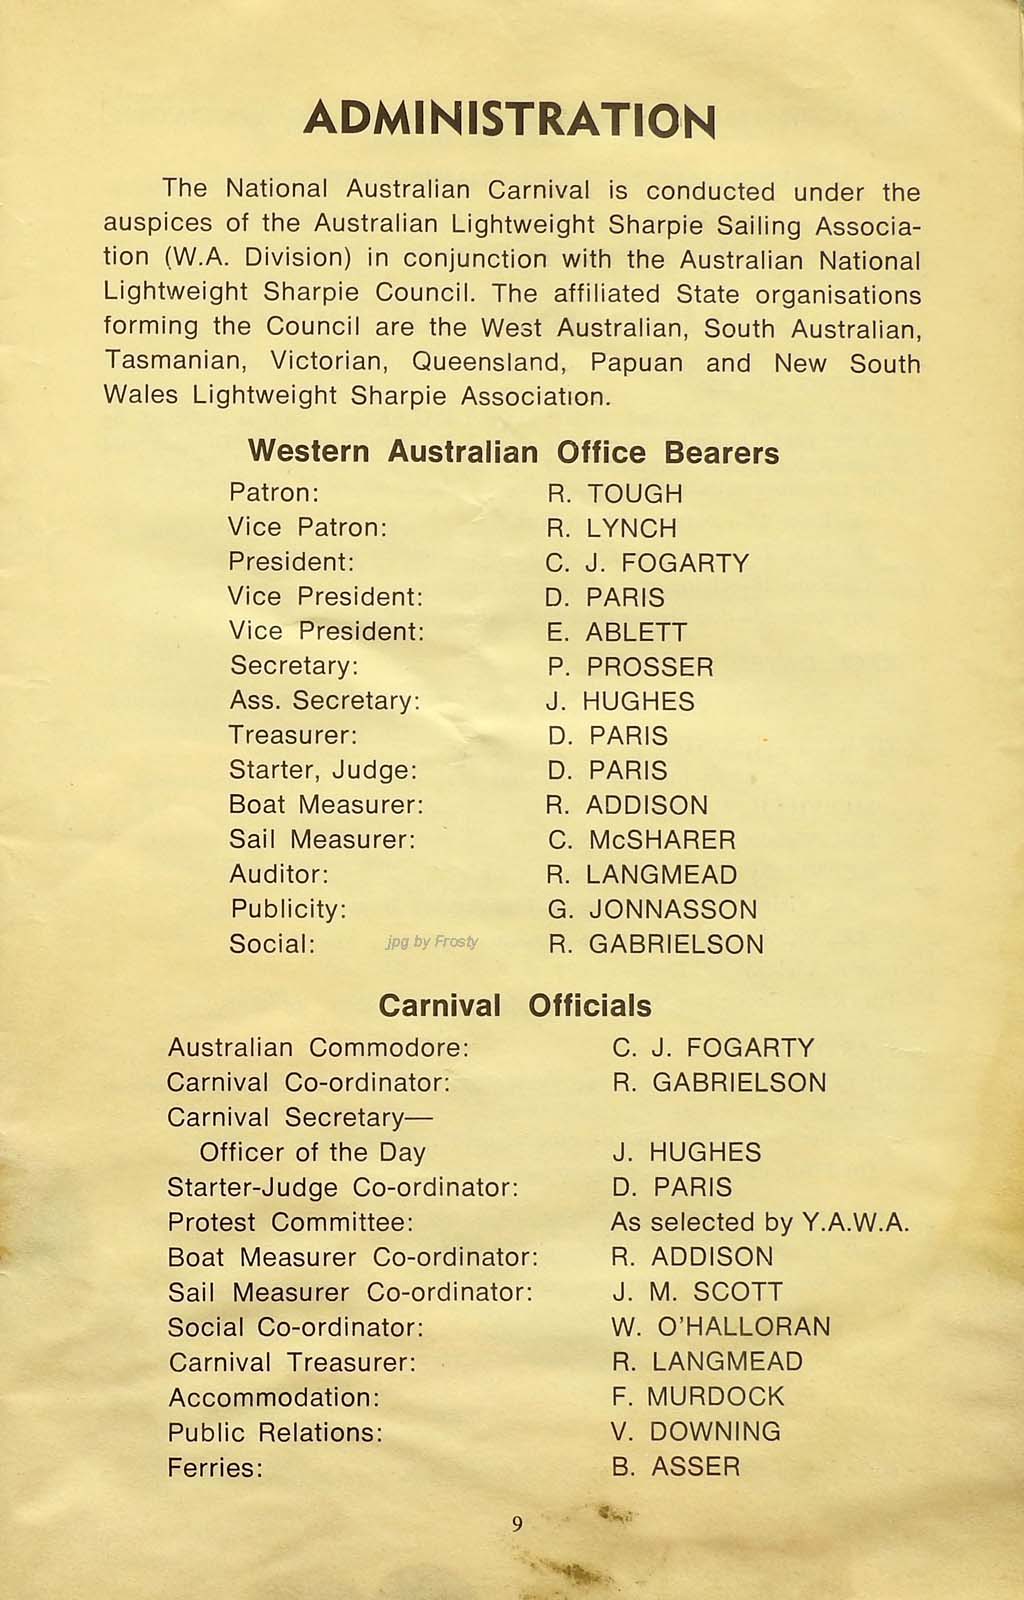 ADMINISTRATION
The National Australian Carnival is conducted under the
auspices of the Australian Lightweight Sharpie Sailing Associa-
tion (W.A. Division) in conjunction with the Australian National
Lightweight Sharpie Council. The affiliated State organisations
forming the Council are the West Australian, South Australian,
Tasmanian, Victorian, Queensland, Papuan and New South
Wales Lightweight Sharpie Association.
Western Australian Office Bearers
Patron: R. TOUGH
Vice Patron: R. LYNCH
President: C. J. FOGARTY
Vice President: D. PARIS
Vice President: E. ABLETT
Secretary: P. PROSSER
Ass. Secretary: J. HUGHES
Treasurer: D. PARIS
Starter, Judge: D. PARIS
Boat Measurer: R. ADDISON
Sail Measurer: C. McSHARER
Auditor: R. LANGMEAD
Publicity: G. JONNASSON
Social: jpg by Frosty R. GABRIELSON
Carnival Officials
Australian Commodore: C. J. FOGARTY
Carnival Co-ordinator: R. GABRIELSON
Carnival Secretary—
Officer of the Day J. HUGHES
Starter-Judge Co-ordinator: D. PARIS
Protest Committee: As selected by Y.A.W.A.
Boat Measurer Co-ordinator: R. ADDISON
Sail Measurer Co-ordinator: J. M. SCOTT
Social Co-ordinator: W. O'HALLORAN
Carnival Treasurer: R. LANGMEAD
Accommodation: F. MURDOCK
Public Relations: V. DOWNING
Ferries: B. ASSER
9